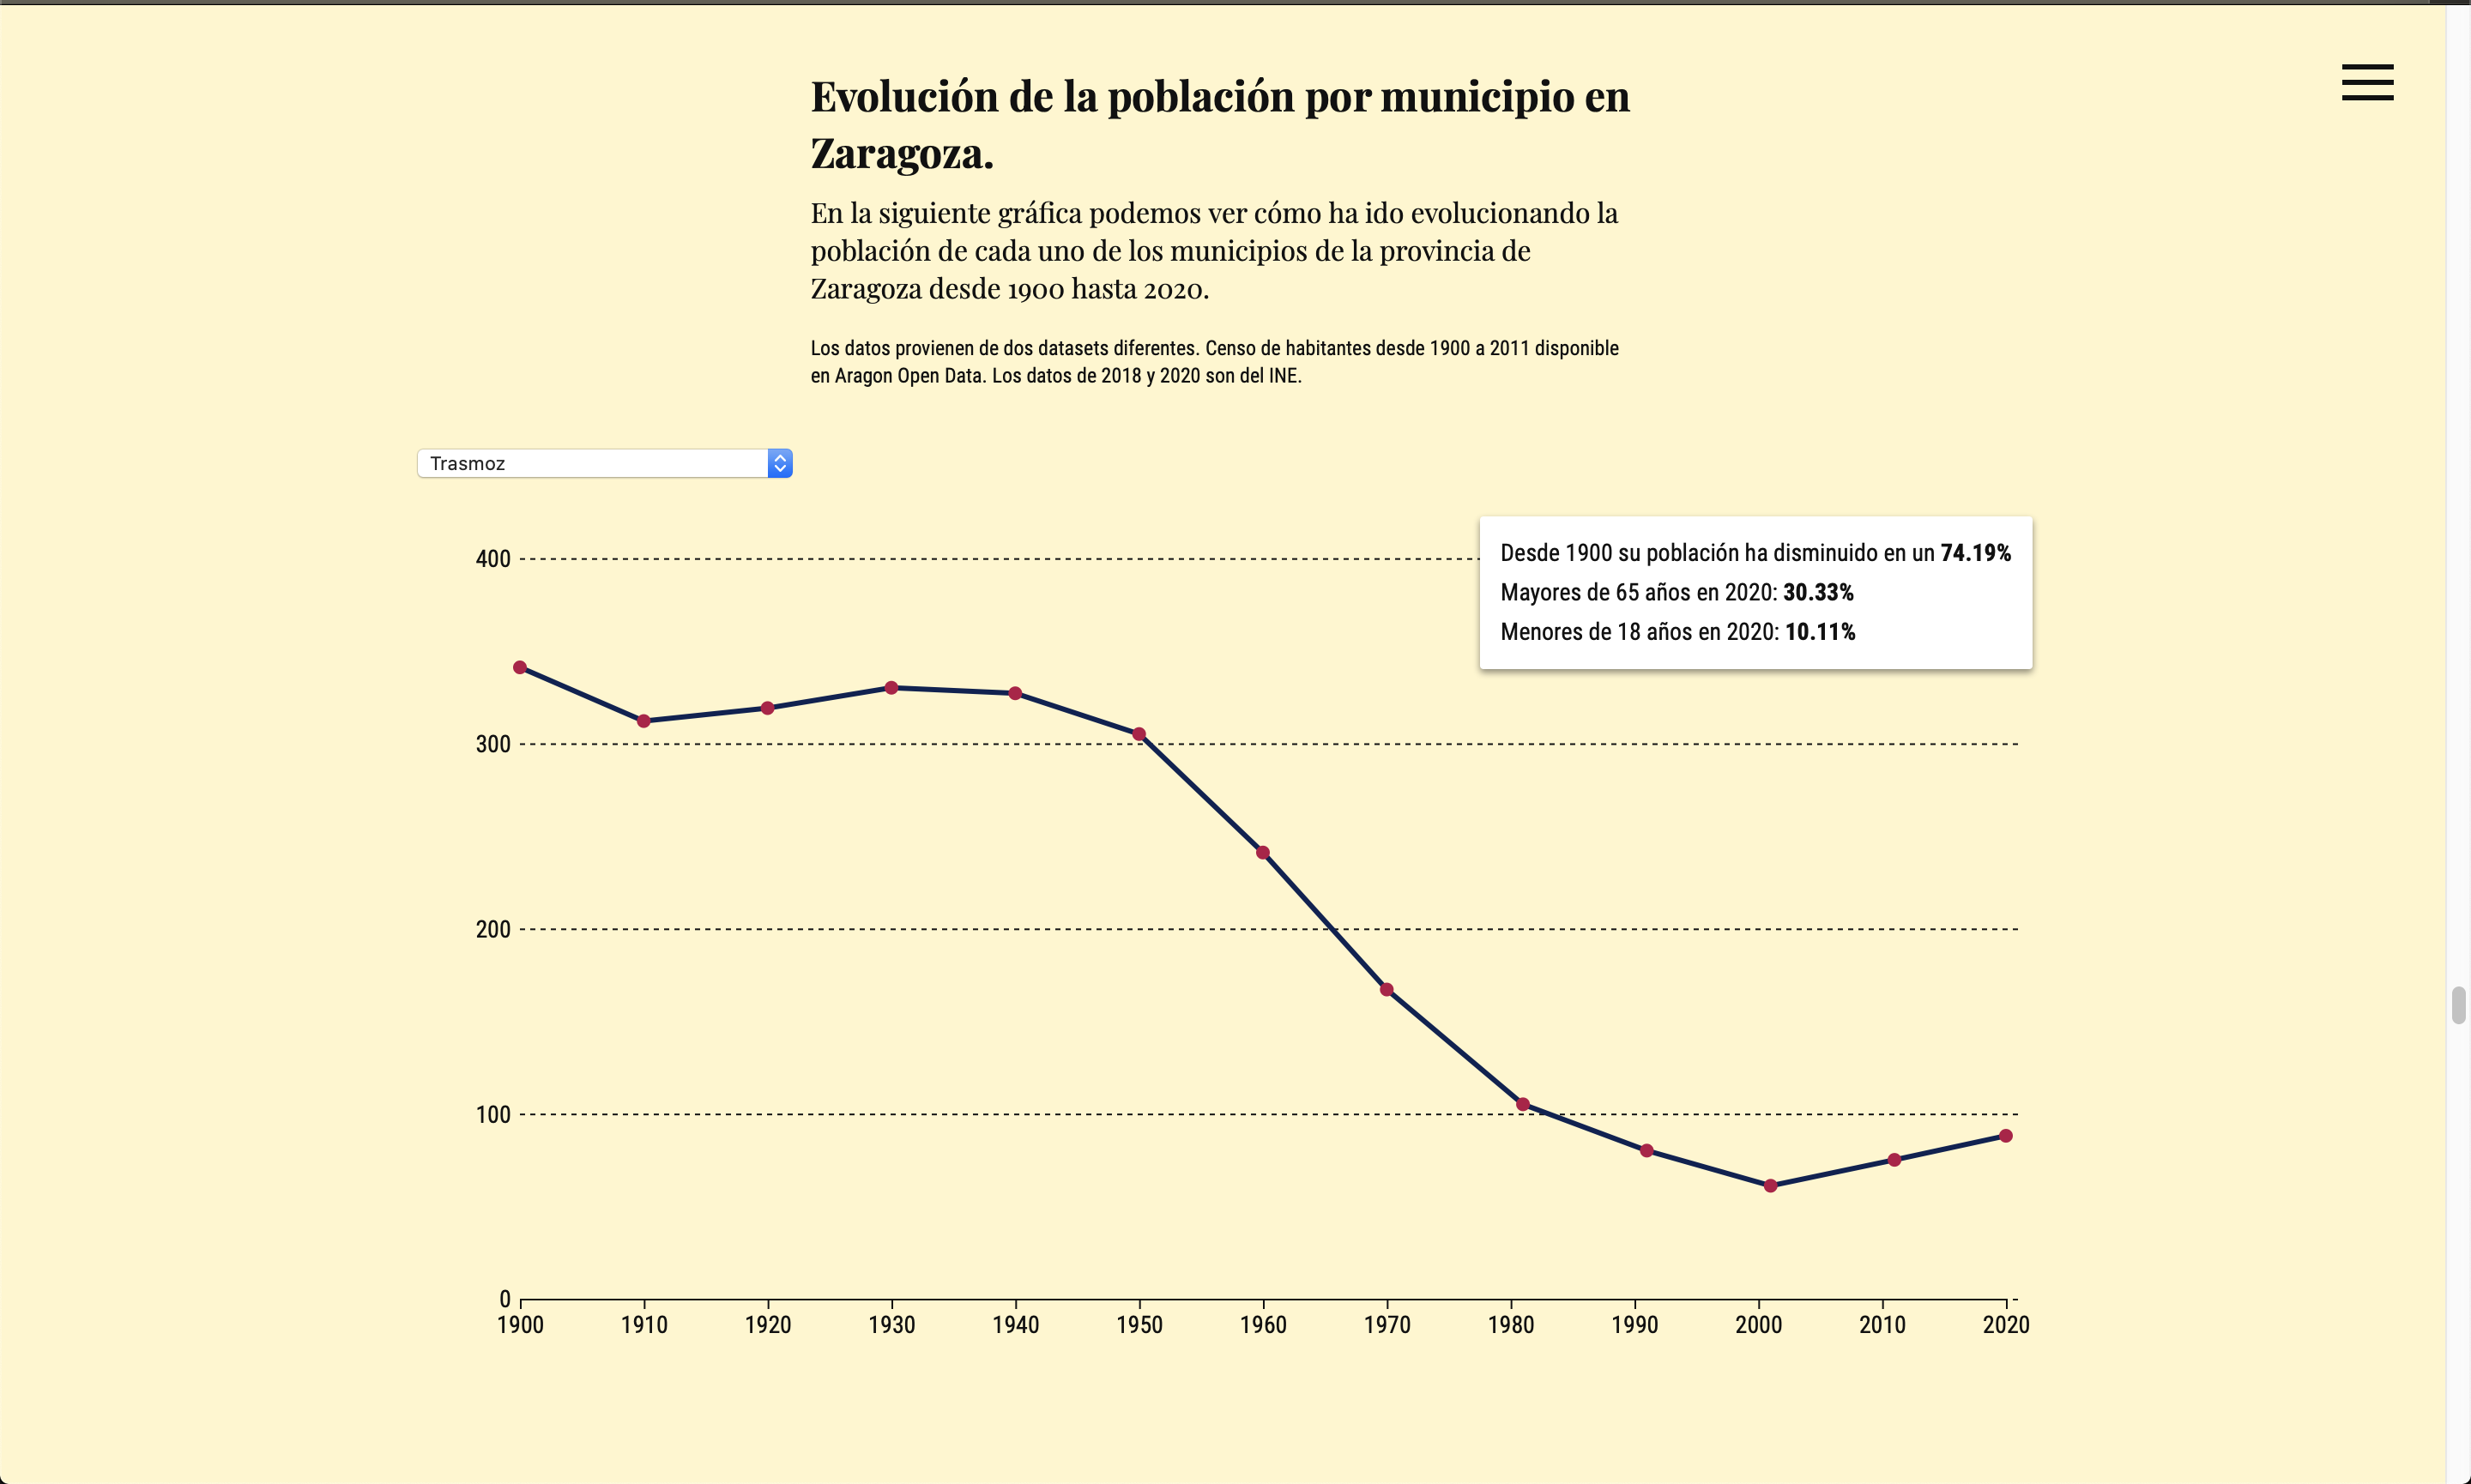 Evolución de la población por municipio en
Zaragoza.
En la siguiente gráfica podemos ver cómo ha ido evolucionando la
población de cada uno de los municipios de la provincia de
Zaragoza desde 1900 hasta 2020.
Los datos provienen de dos datasets diferentes. Censo de habitantes desde 1900 a 2011 disponible
en Aragon Open Data. Los datos de 2018 y 2020 son del INE.
Trasmoz
Desde 1900 su población ha disminuido en un 74.19%
Mayores de 65 años en 2020: 30.33%
Menores de 18 años en 2020: 10.11%
400
300
200
100
0
1900 1910 1920 1930 1940 1950 1960 1970 1980 1990 2000 2010 2020